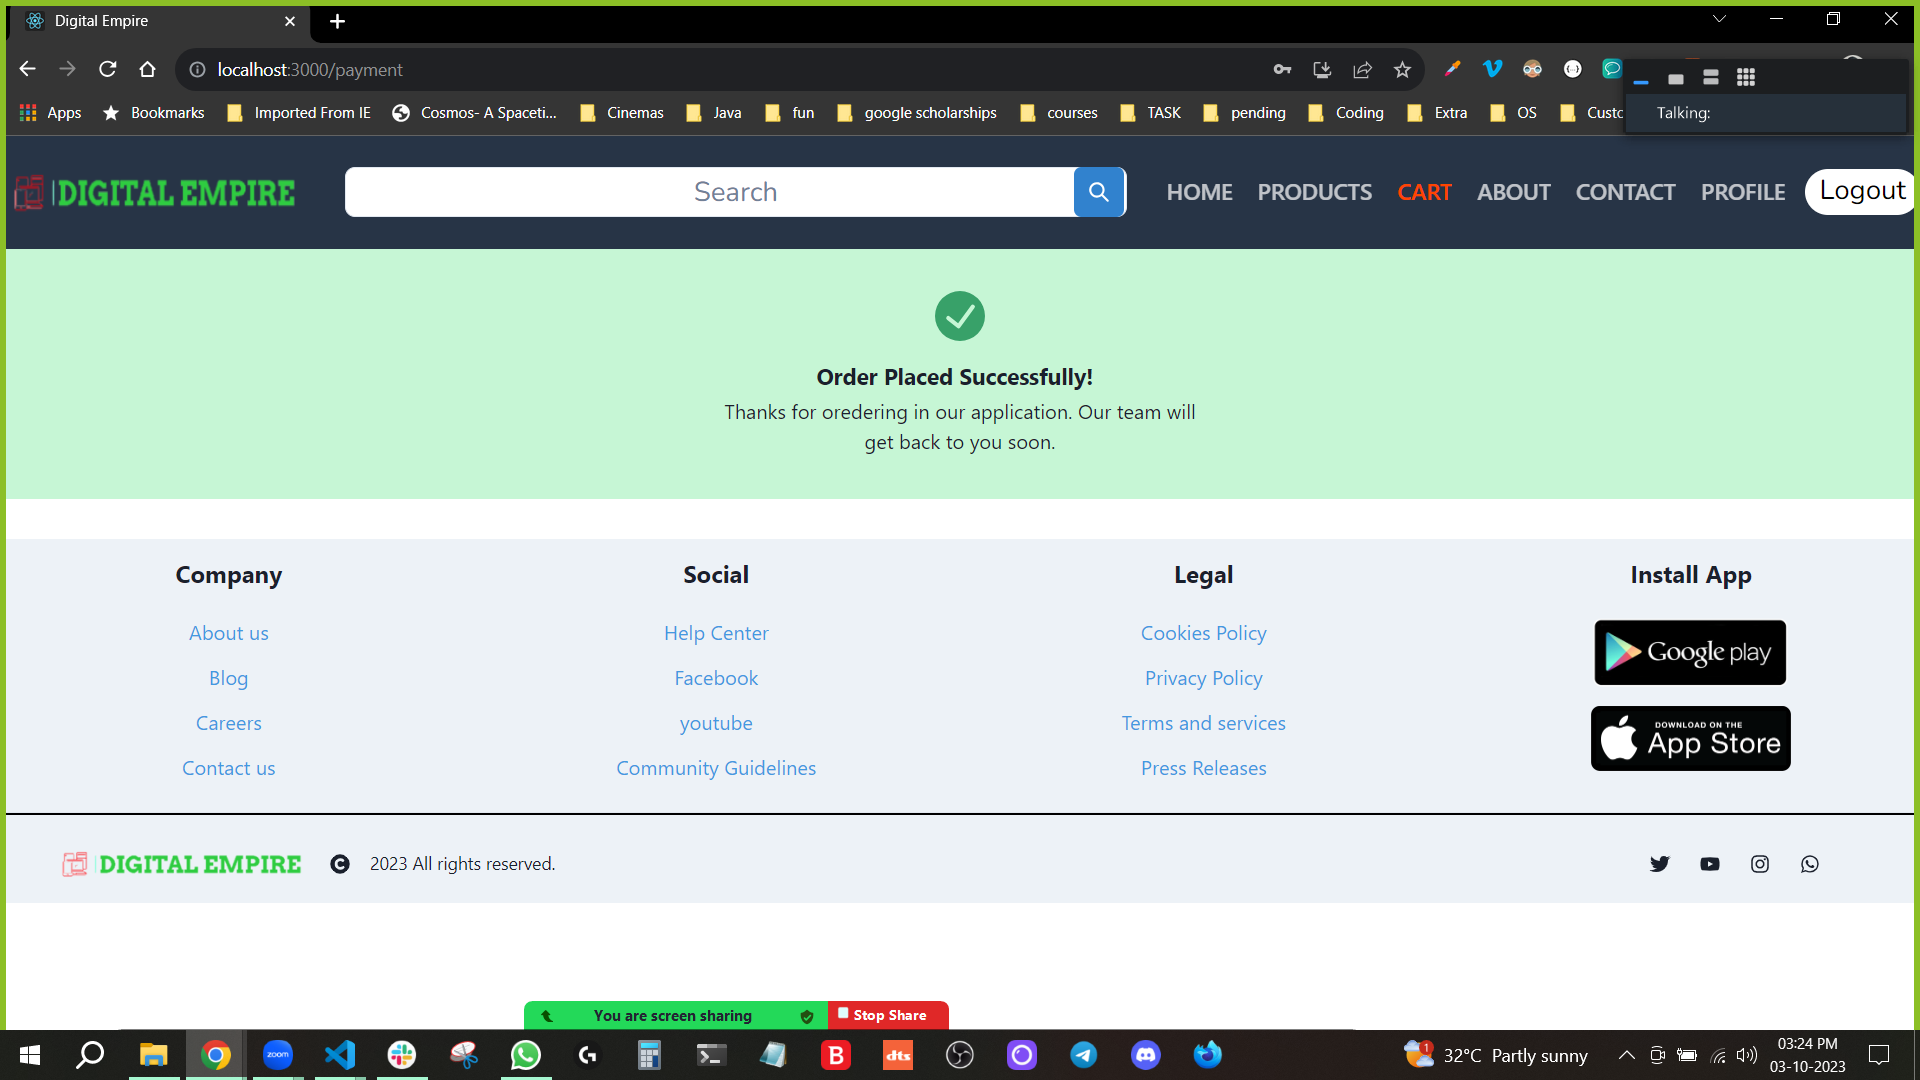 Digital Empire
localhost:3000/payment
Apps Bookmarks Imported From IE Cosmos- A Spaceti... Cinemas Java fun google scholarships courses TASK pending Coding Extra OS Custo
Talking:
DIGITAL EMPIRE
Search
HOME PRODUCTS CART ABOUT CONTACT PROFILE Logout
Order Placed Successfully!
Thanks for oredering in our application. Our team will
get back to you soon.
Company
About us
Blog
Careers
Contact us
Social
Help Center
Facebook
youtube
Community Guidelines
Legal
Cookies Policy
Privacy Policy
Terms and services
Press Releases
Install App
Google play
DOWNLOAD ON THE
App Store
DIGITAL EMPIRE
C 2023 All rights reserved.
You are screen sharing
Stop Share
zoom
B
dts
1
32°C Partly sunny
03:24 PM
03-10-2023